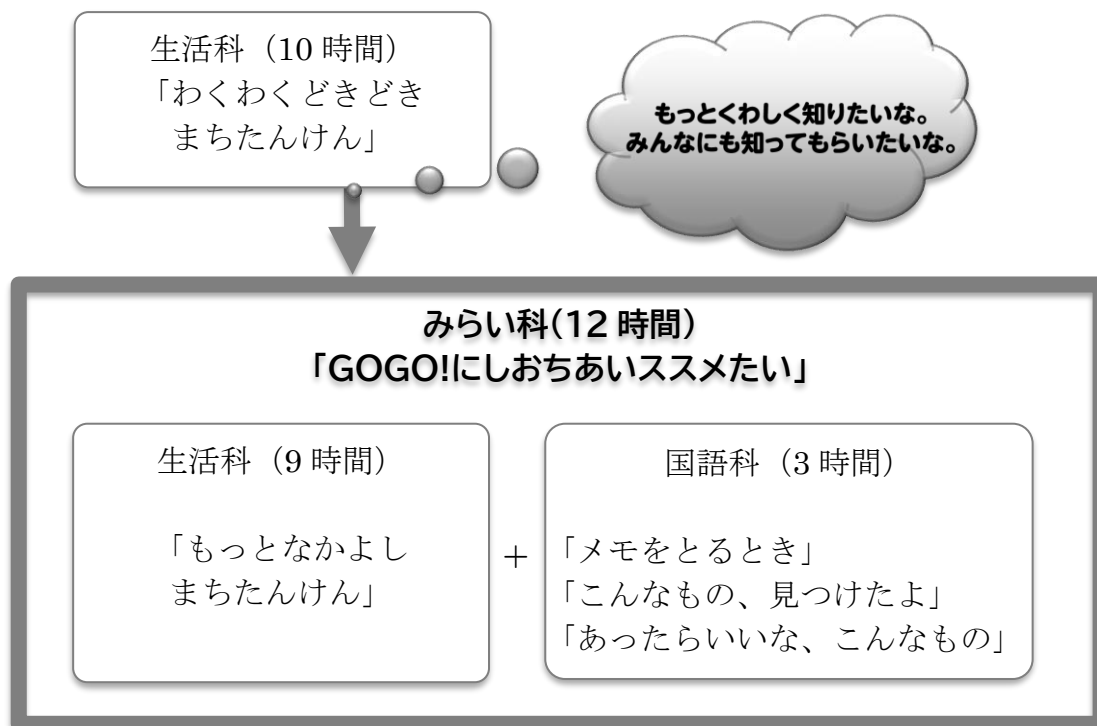 生活科（10 時間）
「わくわくどきどき
まちたんけん」
もっとくわしく知りたいな。
みんなにも知ってもらいたいな。
みらい科(12 時間)
「GOGO!にしおちあいススメたい」
生活科（9 時間）
「もっとなかよし
まちたんけん」
+
国語科（3 時間）
「メモをとるとき」
「こんなもの、見つけたよ」
「あったらいいな、こんなもの」